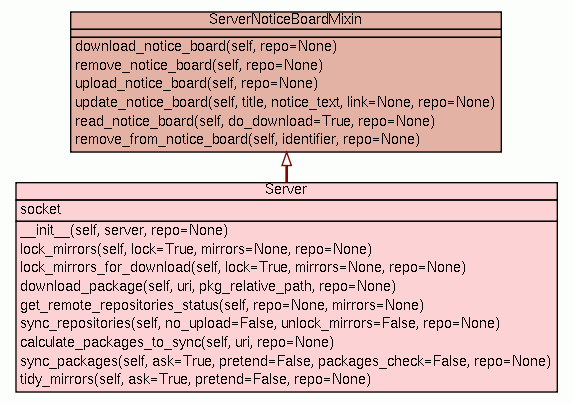 ServerNoticeBoardMixin
download_notice_board(self, repo=None)
remove_notice_board(self, repo=None)
upload_notice_board(self, repo=None)
update_notice_board(self, title, notice_text, link=None, repo=None)
read_notice_board(self, do_download=True, repo=None)
remove_from_notice_board(self, identifier, repo=None)
Server
socket
__init__(self, server, repo=None)
lock_mirrors(self, lock=True, mirrors=None, repo=None)
lock_mirrors_for_download(self, lock=True, mirrors=None, repo=None)
download_package(self, uri, pkg_relative_path, repo=None)
get_remote_repositories_status(self, repo=None, mirrors=None)
sync_repositories(self, no_upload=False, unlock_mirrors=False, repo=None)
calculate_packages_to_sync(self, uri, repo=None)
sync_packages(self, ask=True, pretend=False, packages_check=False, repo=None)
tidy_mirrors(self, ask=True, pretend=False, repo=None)